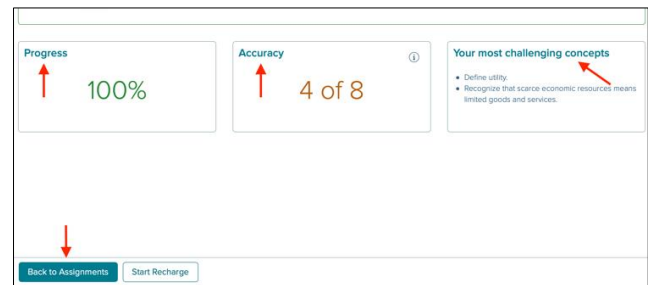 Progress
100%
Accuracy
4 of 8
Your most challenging concepts
Define utility.
Recognize that scarce economic resources means
limited goods and services.
Back to Assignments
Start Recharge